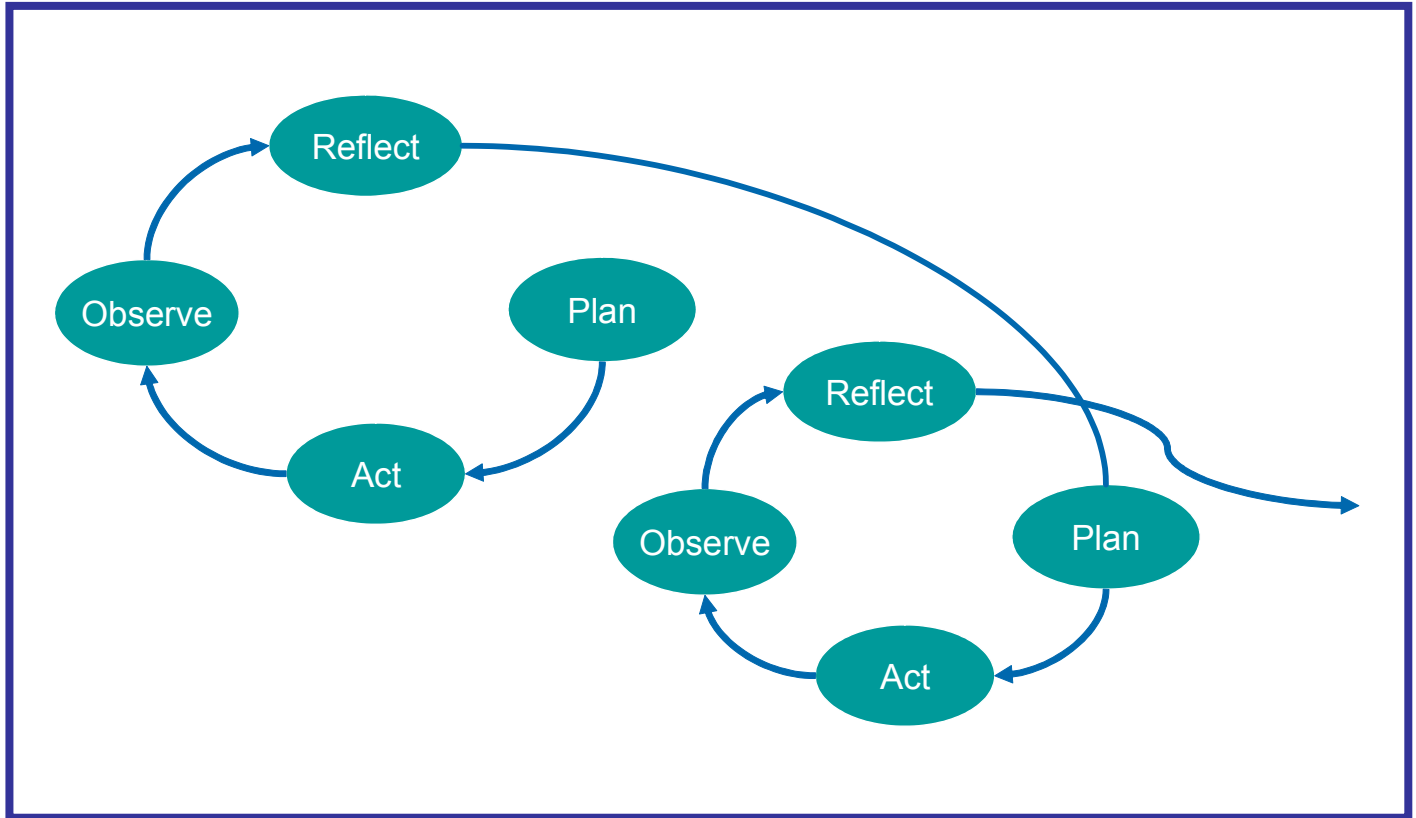 Reflect
Observe
Plan
Act
Reflect
Observe
Plan
Act